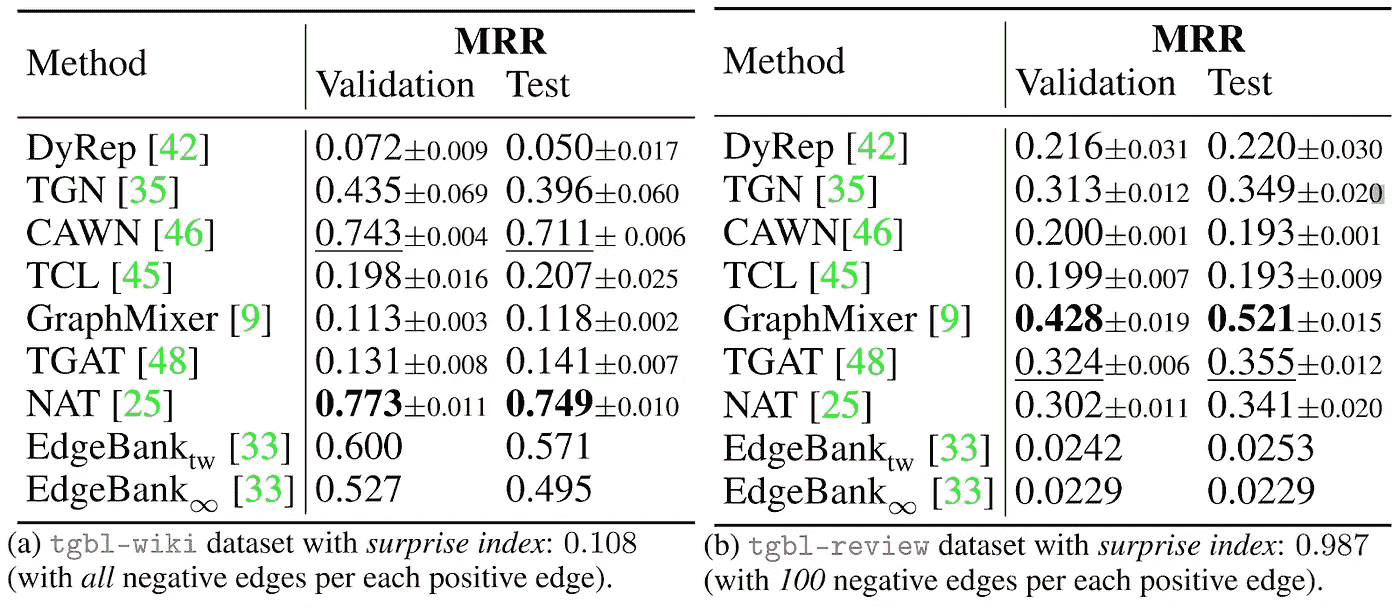 Method MRR
Validation Test
DyRep [42] 0.072±0.009 0.050±0.017
TGN [35] 0.435±0.069 0.396±0.060
CAWN [46] 0.743±0.004 0.711± 0.006
TCL [45] 0.198±0.016 0.207±0.025
GraphMixer [9] 0.113±0.003 0.118±0.002
TGAT [48] 0.131±0.008 0.141±0.007
NAT [25] 0.773±0.011 0.749±0.010
EdgeBanktw [33] 0.600 0.571
EdgeBank∞ [33] 0.527 0.495
(a) tgbl-wiki dataset with surprise index: 0.108
(with all negative edges per each positive edge).
Method MRR
Validation Test
DyRep [42] 0.216±0.031 0.220±0.030
TGN [35] 0.313±0.012 0.349±0.020
CAWN[46] 0.200±0.001 0.193±0.001
TCL [45] 0.199±0.007 0.193±0.009
GraphMixer [9] 0.428±0.019 0.521±0.015
TGAT [48] 0.324±0.006 0.355±0.012
NAT [25] 0.302±0.011 0.341±0.020
EdgeBanktw [33] 0.0242 0.0253
EdgeBank∞ [33] 0.0229 0.0229
(b) tgbl-review dataset with surprise index: 0.987
(with 100 negative edges per each positive edge).